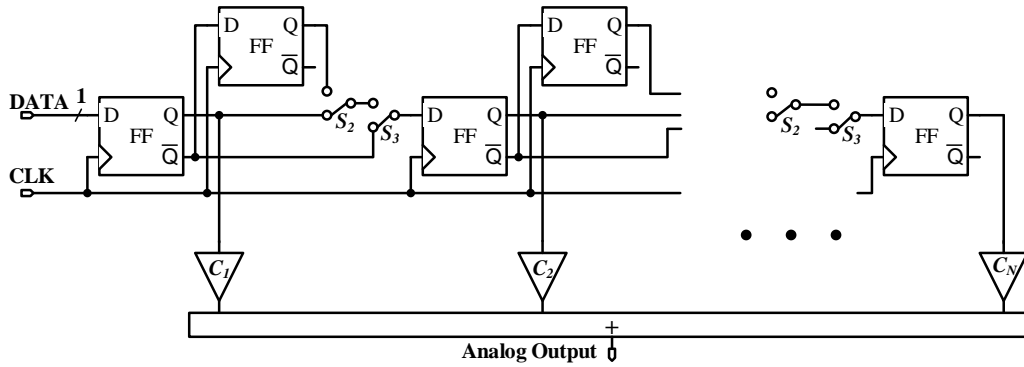 D Q
FF
Q̅
D Q
FF
Q̅
DATA 1
D Q
FF
Q̅
S2
S3
D Q
FF
Q̅
S2
S3
D Q
FF
Q̅
CLK
C1
C2
CN
+
Analog Output